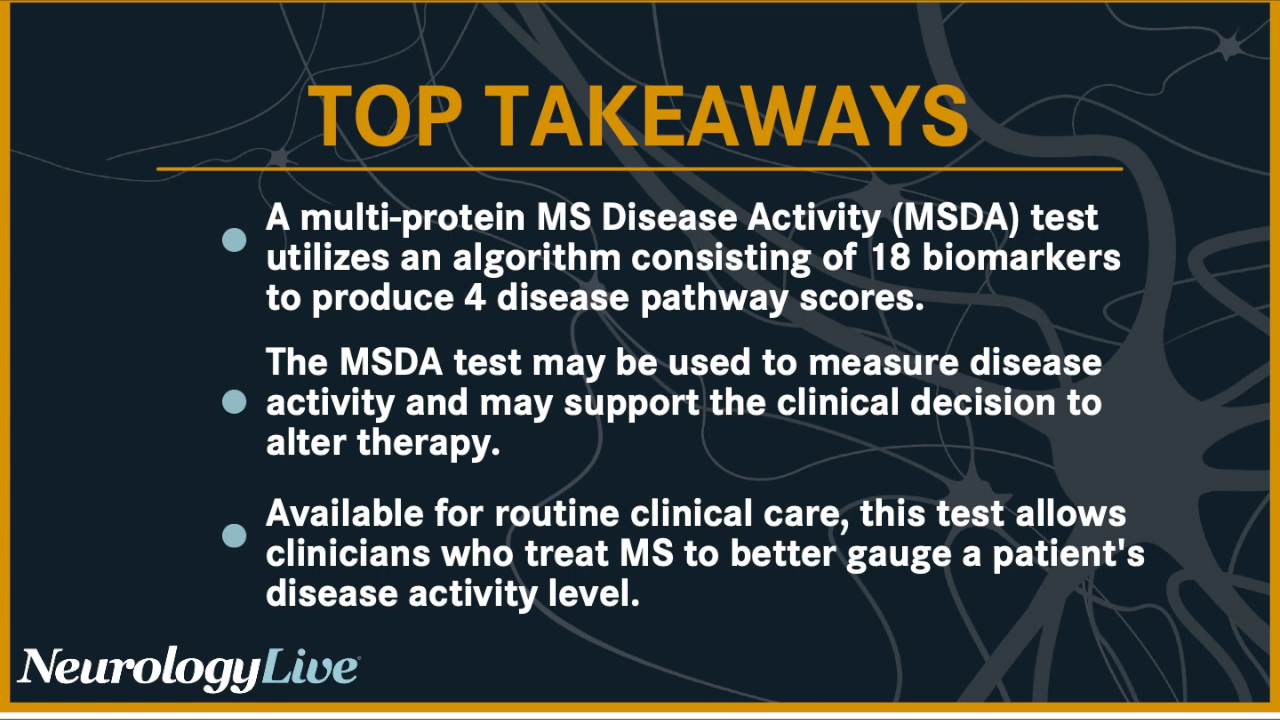 TOP TAKEAWAYS
A multi-protein MS Disease Activity (MSDA) test
utilizes an algorithm consisting of 18 biomarkers
to produce 4 disease pathway scores.
The MSDA test may be used to measure disease
activity and may support the clinical decision to
alter therapy.
Available for routine clinical care, this test allows
clinicians who treat MS to better gauge a patient's
disease activity level.
NeurologyLive